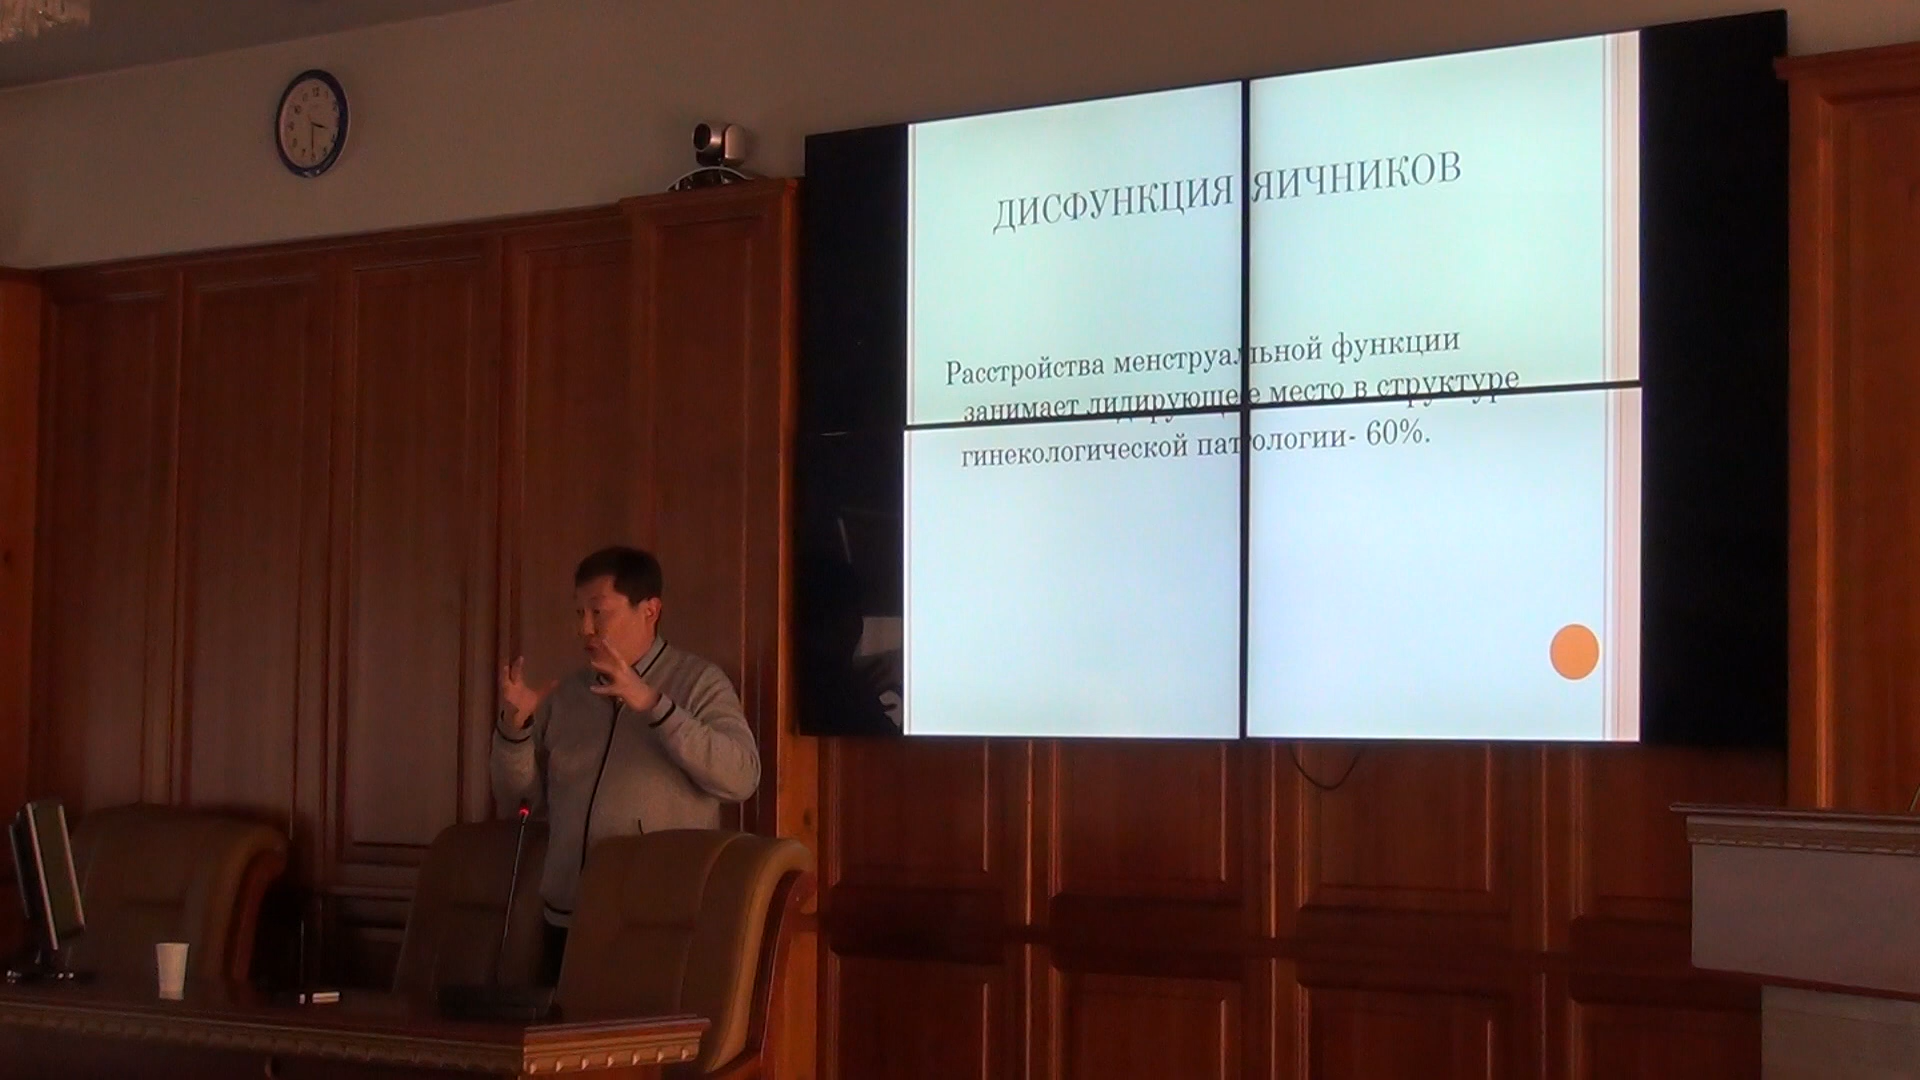 ДИСФУНКЦИЯ ЯИЧНИКОВ
Расстройства менструальной функции
занимает лидирующее место в структуре
гинекологической патологии- 60%.